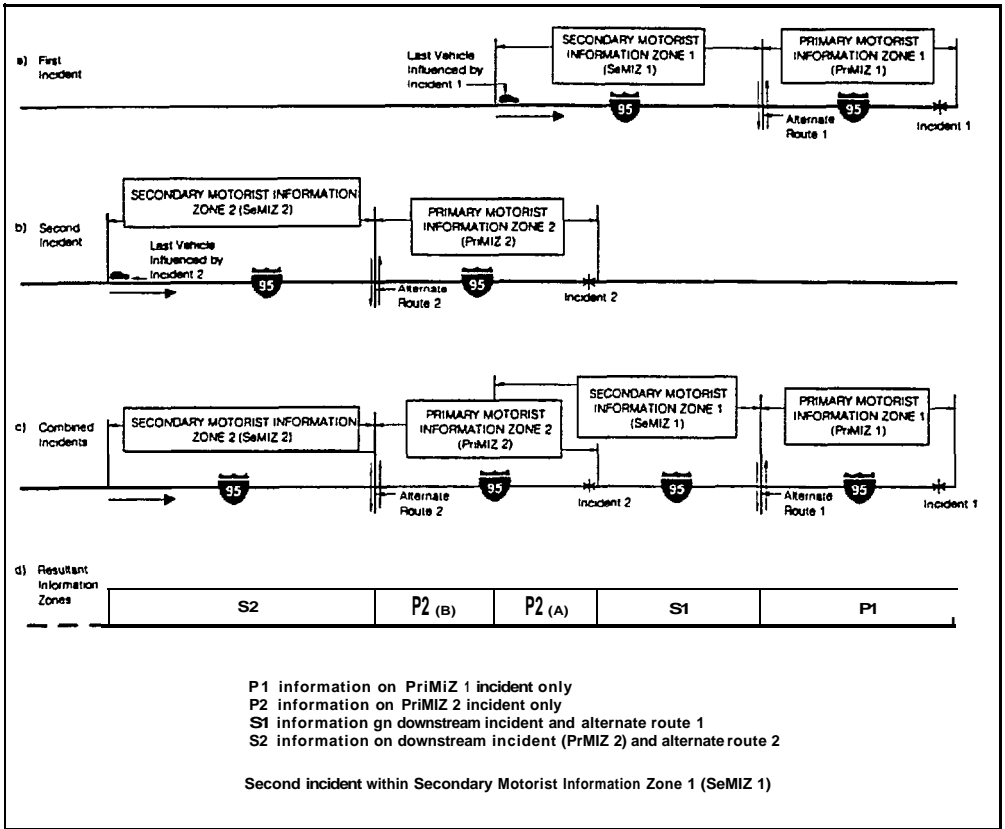 a) First
Incident
Last Vehicle
Influenced by
Incident 1
SECONDARY MOTORIST
INFORMATION ZONE 1
(SeMIZ 1)
PRIMARY MOTORIST
INFORMATION ZONE 1
(PriMIZ 1)
95
Alternate
Route 1
95
Incident 1
b) Second
Incident
SECONDARY MOTORIST INFORMATION
ZONE 2 (SeMIZ 2)
Last Vehicle
Influenced by
Incident 2
PRIMARY MOTORIST
INFORMATION ZONE 2
(PriMIZ 2)
95
Alternate
Route 2
95
Incident 2
c) Combined
Incidents
SECONDARY MOTORIST INFORMATION
ZONE 2 (SeMIZ 2)
PRIMARY MOTORIST
INFORMATION ZONE 2
(PriMIZ 2)
SECONDARY MOTORIST
INFORMATION ZONE 1
(SeMIZ 1)
PRIMARY MOTORIST
INFORMATION ZONE 1
(PriMIZ 1)
95
Alternate
Route 2
95
Incident 2
95
Alternate
Route 1
95
Incident 1
d) Resultant
Information
Zones
S2
P2 (B)
P2 (A)
S1
P1
P1 information on PriMiZ 1 incident only
P2 information on PriMIZ 2 incident only
S1 information gn downstream incident and alternate route 1
S2 information on downstream incident (PrMIZ 2) and alternate route 2
Second incident within Secondary Motorist Information Zone 1 (SeMIZ 1)